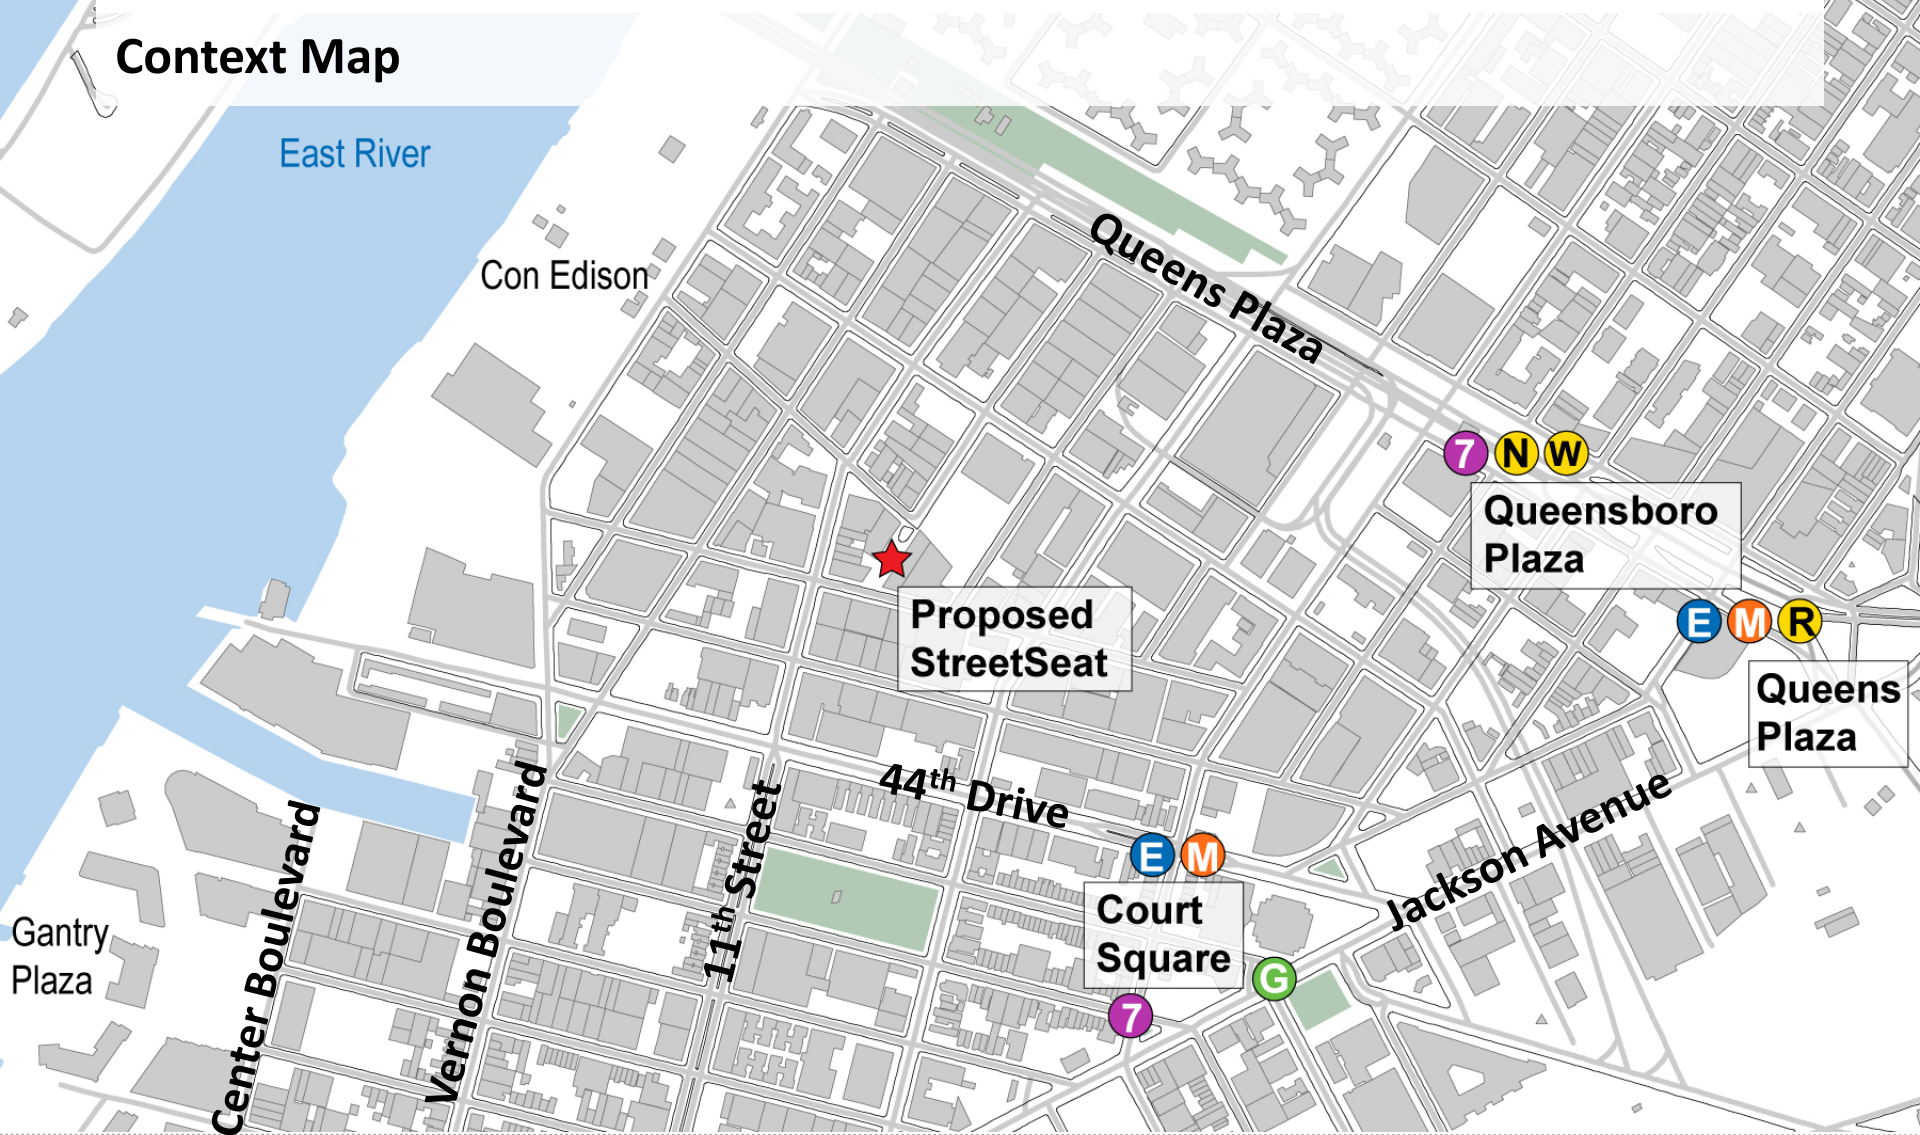 Context Map
East River
Con Edison
Queens Plaza
7 N W
Queensboro
Plaza
E M R
Queens
Plaza
Proposed
StreetSeat
44th Drive
E M
Court
Square
G
7
Jackson Avenue
11th Street
Vernon Boulevard
Center Boulevard
Gantry
Plaza